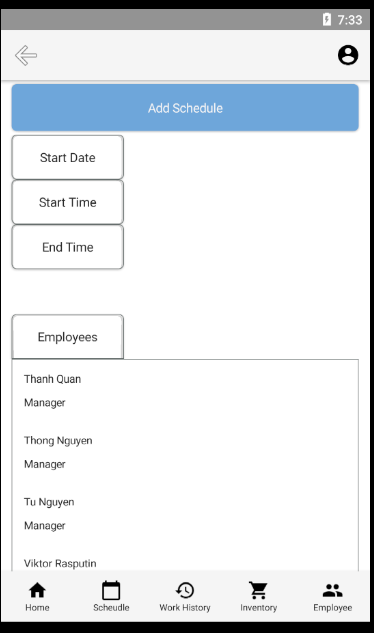 7:33
Add Schedule
Start Date
Start Time
End Time
Employees
Thanh Quan
Manager
Thong Nguyen
Manager
Tu Nguyen
Manager
Viktor Rasputin
Home Scheudle Work History Inventory Employee